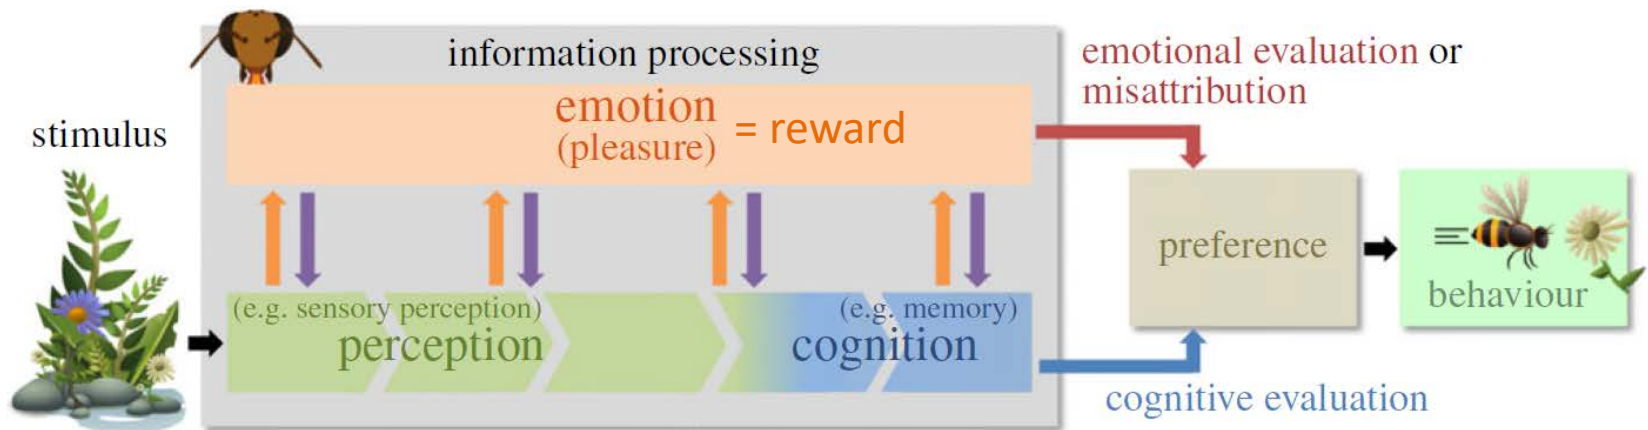 information processing
emotional evaluation or
misattribution
stimulus
emotion
(pleasure)
= reward
preference
(e.g. sensory perception)
perception
(e.g. memory)
cognition
behaviour
cognitive evaluation